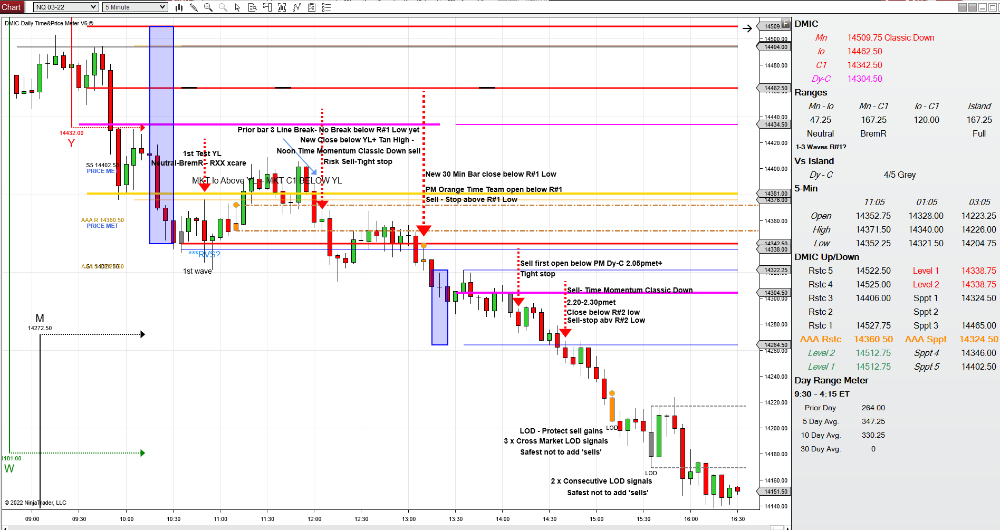 Chart
NQ 03-22
5 Minute
DMIC-Daily Time&Price Meter V6 ©
F
14509.
14500.00
14494.00
14480.00
14462.50
14440.00
14434.50
14420.00
14400.00
14381.00
14376.00
14360.00
14342.50
14338.00
14322.25
14304.50
14300.00
14280.00
14264.50
14260.00
14240.00
14220.00
14200.00
14180.00
14160.00
14151.50
14140.00
14432.00
Y
S5 14402.50
PRICE MET
AAA R 14360.50
PRICE MET
S1 14324.50
M
14272.50
4181.00
W
1st Test YL
Neutral-BremR - RXX xcare
MKT Io Above YL - MKT C1 BELOW YL
***RVS?
1st wave
Prior bar 3 Line Break- No Break below R#1 Low yet
New Close below YL+ Tan High -
Noon Time Momentum Classic Down sell
Risk Sell-Tight stop
New 30 Min Bar close below R#1 Low
PM Orange Time Team open below R#1
Sell - Stop above R#1 Low
Sell first open below PM Dy-C 2.05pmet+
Tight stop
Sell- Time Momentum Classic Down
2.20-2.30pmet
Close below R#2 low
Sell-stop abv R#2 Low
LOD
LOD - Protect sell gains
3 x Cross Market LOD signals
Safest not to add 'sells'
LOD
2 x Consecutive LOD signals
Safest not to add 'sells'
© 2022 NinjaTrader, LLC
09:00 09:30 10:00 10:30 11:00 11:30 12:00 12:30 13:00 13:30 14:00 14:30 15:00 15:30 16:00 16:30
DMIC
Mn 14509.75 Classic Down
Io 14462.50
C1 14342.50
Dy-C 14304.50
Ranges
Mn - Io Mn - C1 Io - C1 Island
47.25 167.25 120.00 167.25
Neutral BremR Full
1-3 Waves R#1?
Vs Island
Dy - C 4/5 Grey
5-Min
11:05 01:05 03:05
Open 14352.75 14328.00 14223.25
High 14371.50 14340.00 14226.00
Low 14352.25 14321.50 14204.75
DMIC Up/Down
Rstc 5 14522.50 Level 1 14338.75
Rstc 4 14525.00 Level 2 14338.75
Rstc 3 14406.00 Sppt 1 14324.50
Rstc 2 Sppt 2
Rstc 1 14527.75 Sppt 3 14465.00
AAA Rstc 14360.50 AAA Sppt 14324.50
Level 2 14512.75 Sppt 4 14346.00
Level 1 14512.75 Sppt 5 14402.50
Day Range Meter
9:30 - 4:15 ET
Prior Day 264.00
5 Day Avg. 347.25
10 Day Avg. 330.25
30 Day Avg. 0